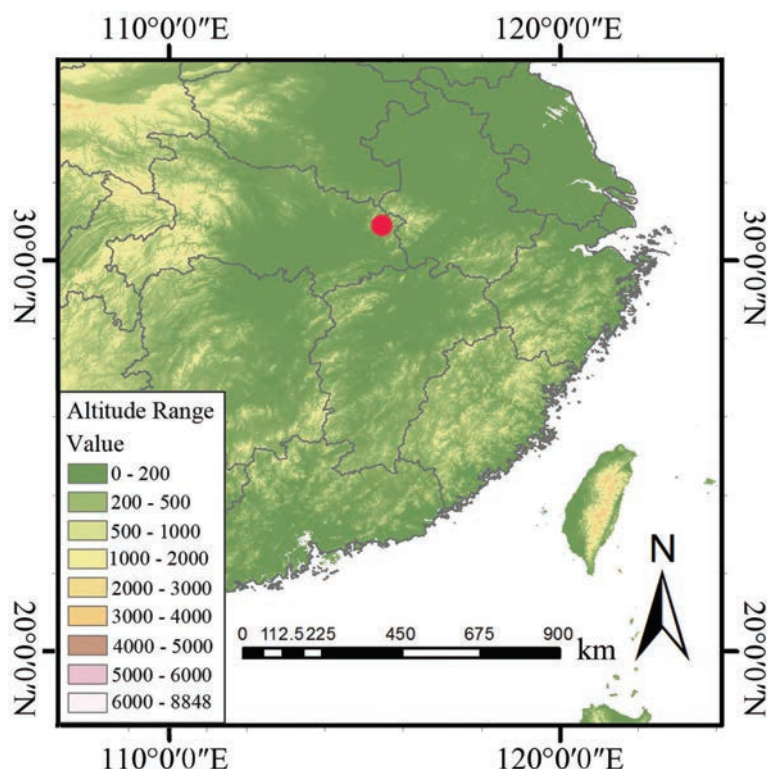 110°0′0″E 120°0′0″E
30°0′0″N 30°0′0″N
Altitude Range
Value
0 - 200
200 - 500
500 - 1000
1000 - 2000
2000 - 3000
3000 - 4000
4000 - 5000
5000 - 6000
6000 - 8848
N
0 112.5 225 450 675 900
km
20°0′0″N 20°0′0″N
110°0′0″E 120°0′0″E